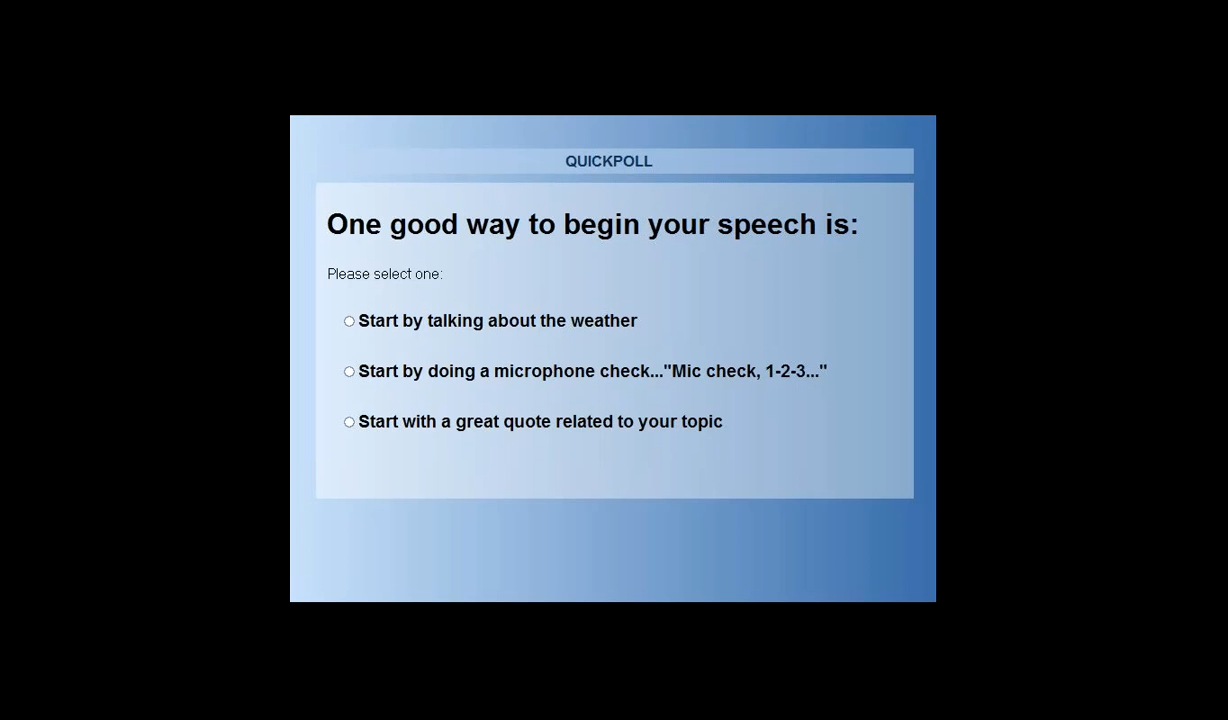 QUICKPOLL
One good way to begin your speech is:
Please select one:
Start by talking about the weather
Start by doing a microphone check..."Mic check, 1-2-3..."
Start with a great quote related to your topic